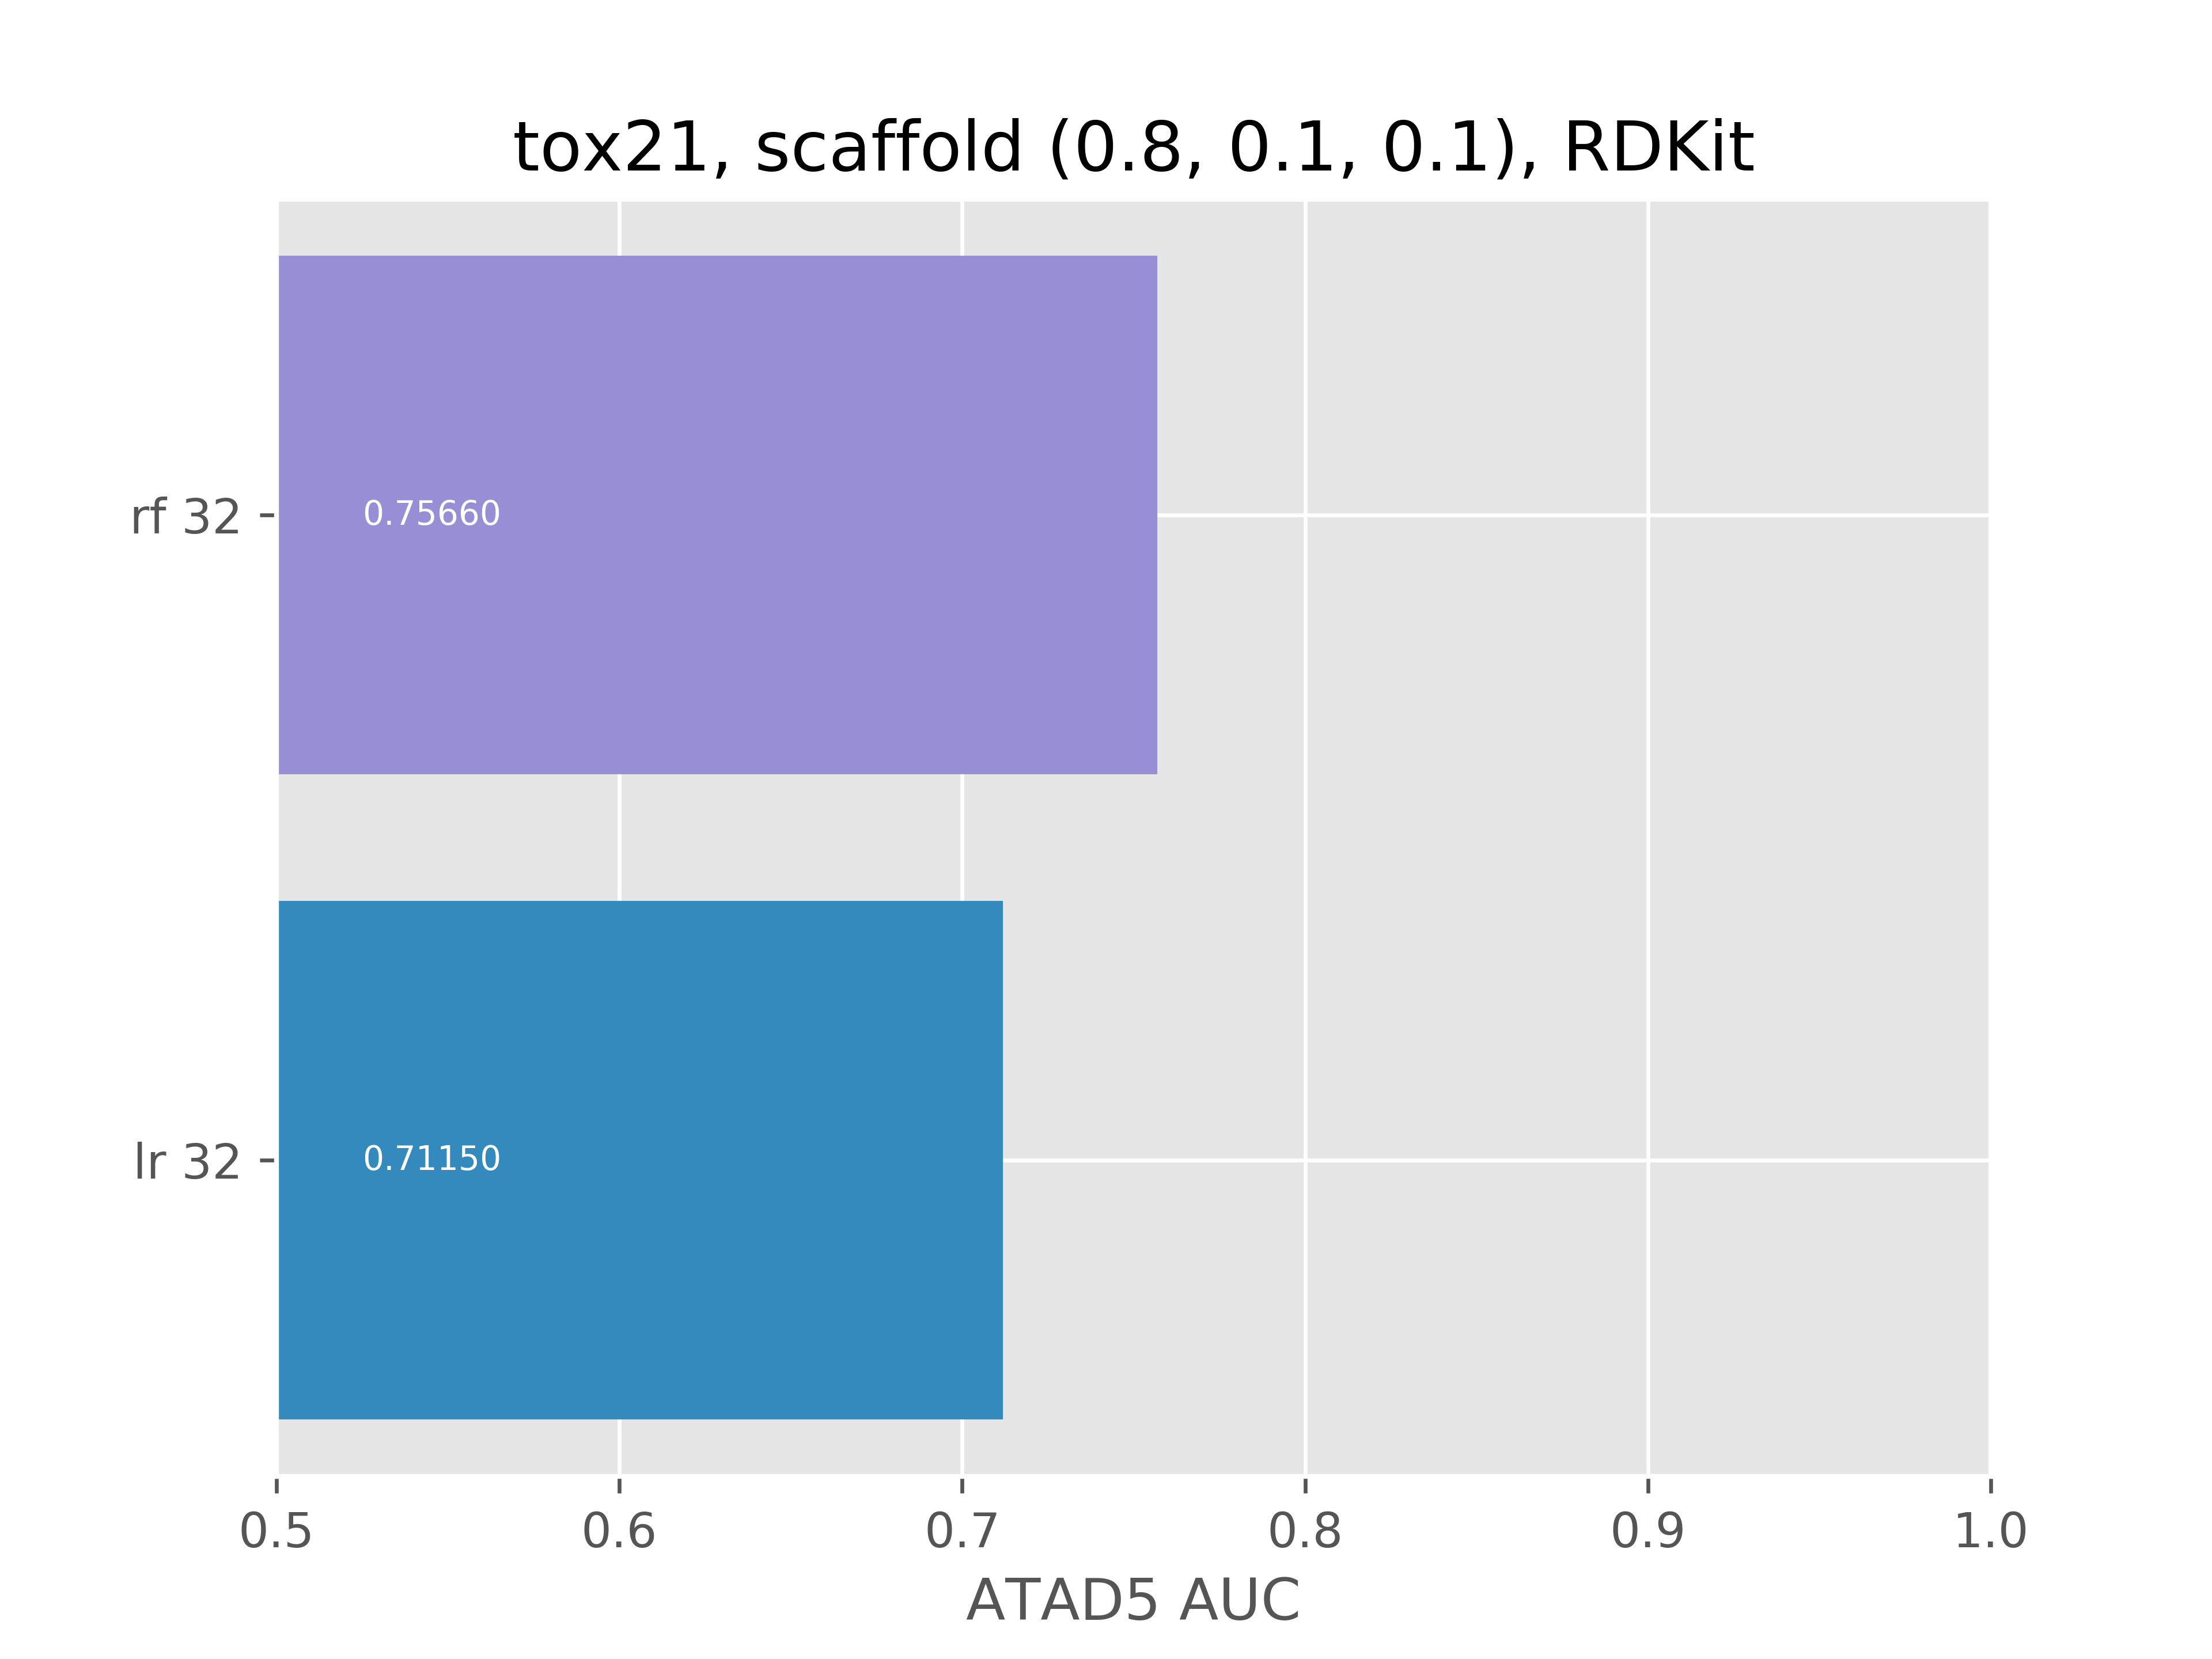 tox21, scaffold (0.8, 0.1, 0.1), RDKit
rf 32
0.75660
lr 32
0.71150
0.5 0.6 0.7 0.8 0.9 1.0
ATAD5 AUC